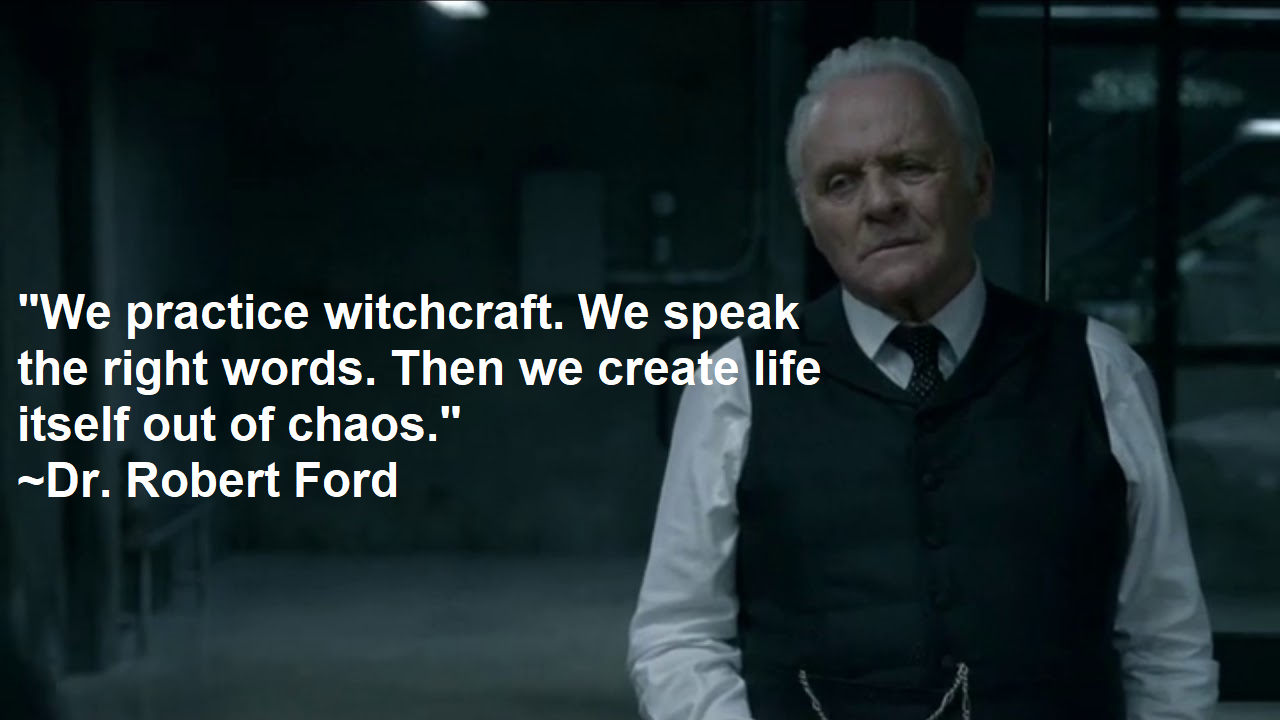 "We practice witchcraft. We speak
the right words. Then we create life
itself out of chaos."
~Dr. Robert Ford